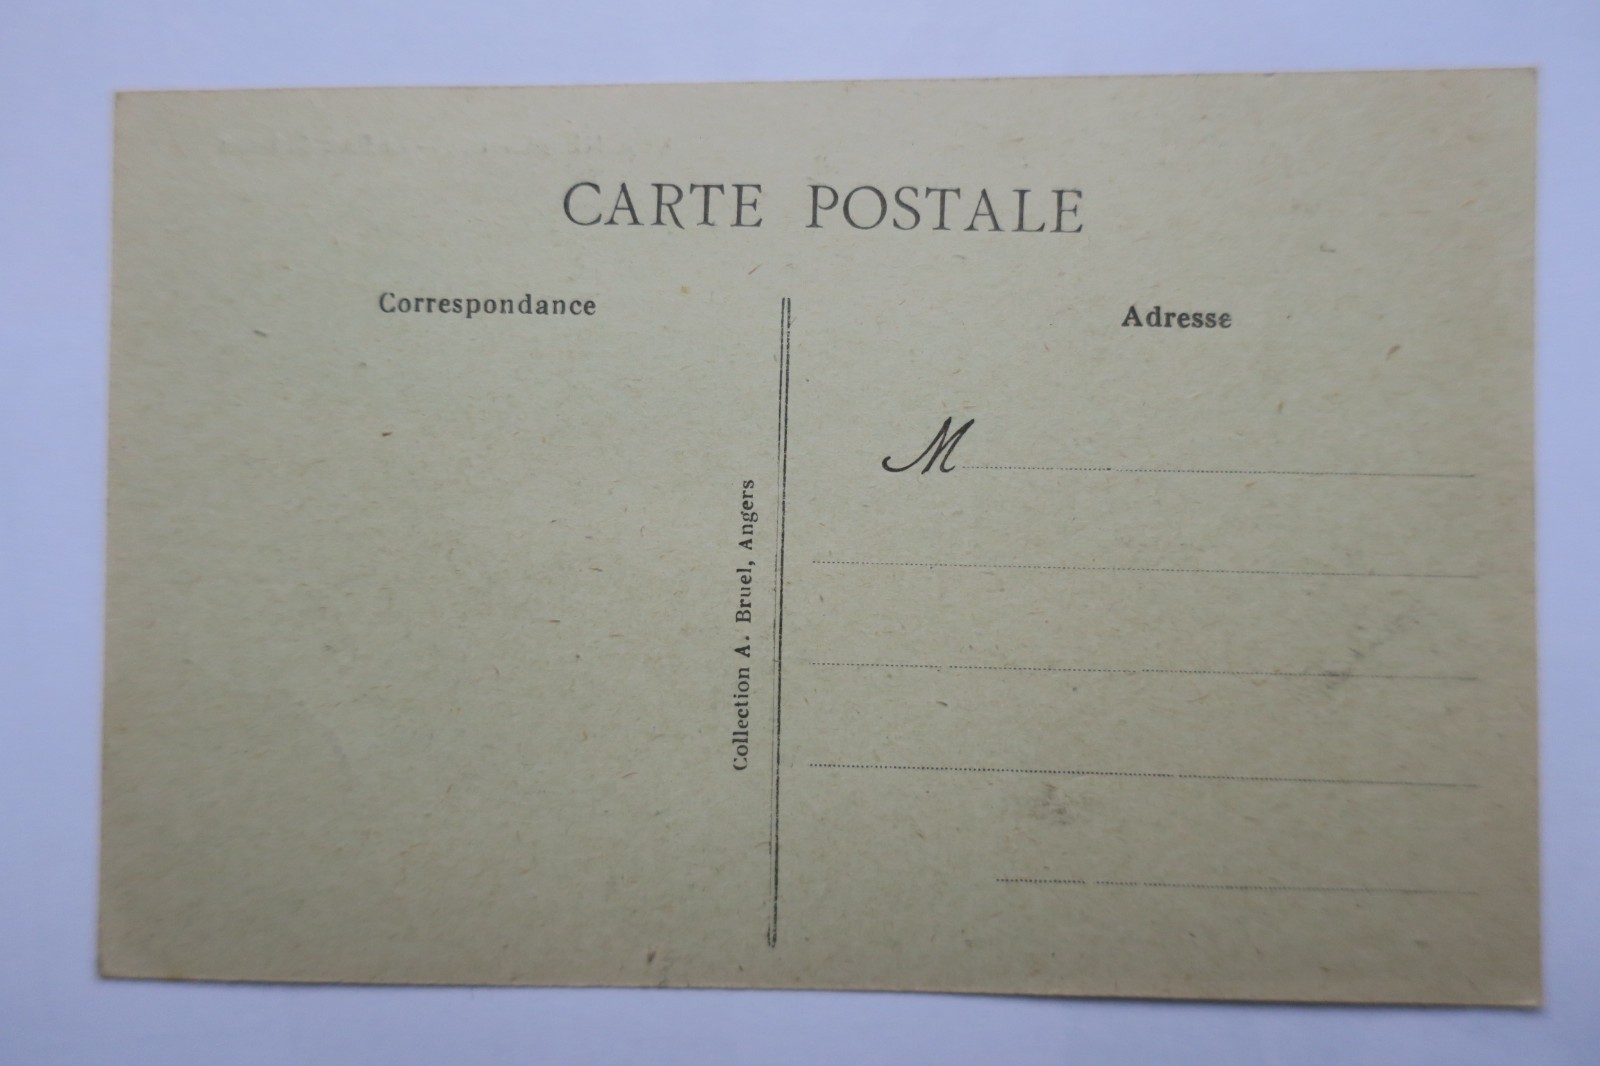 CARTE POSTALE
Correspondance
Adresse
M
Collection A. Bruel, Angers